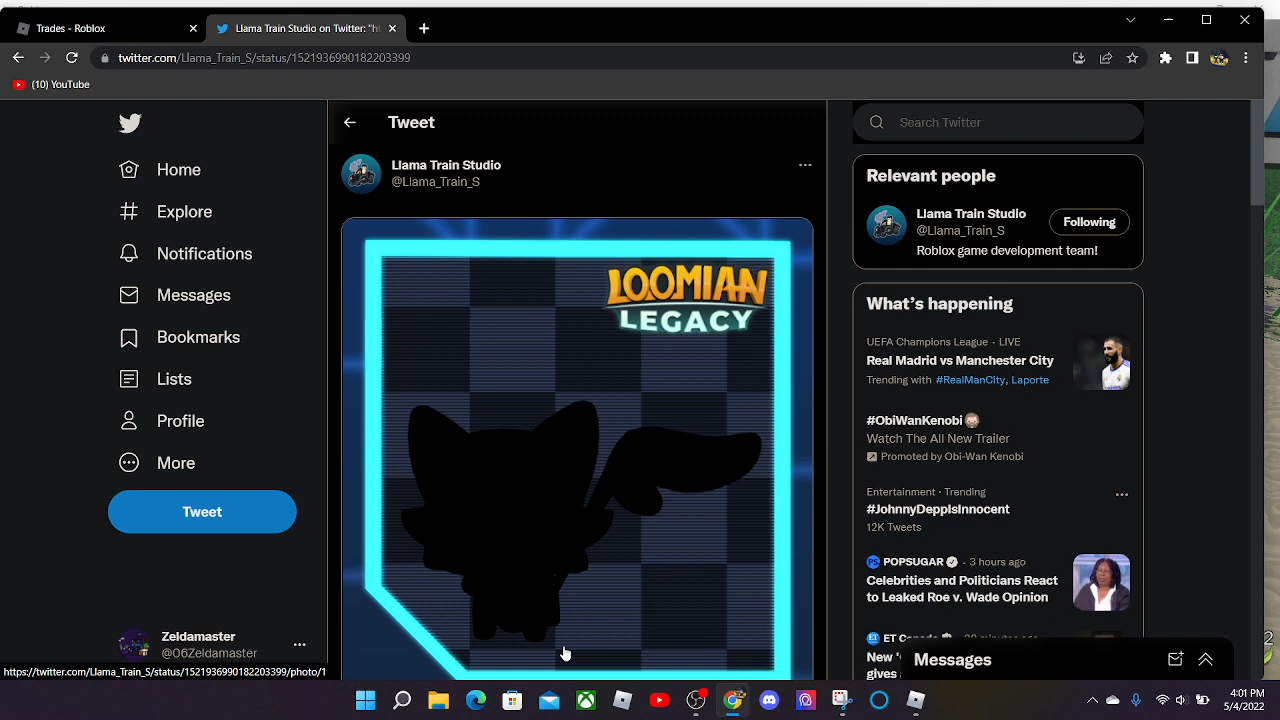 Trades - Roblox
Llama Train Studio on Twitter: "hi
twitter.com/Llama_Train_S/status/1521936990182203399
(10) YouTube
Tweet
Search Twitter
Llama Train Studio
@Llama_Train_S
Home
Explore
Notifications
Messages
Bookmarks
Lists
Profile
More
Tweet
LOOMIAN
LEGACY
Relevant people
Llama Train Studio
@Llama_Train_S
Following
Roblox game development team!
What's happening
UEFA Champions League · LIVE
Real Madrid vs Manchester City
Trending with #RealManCity, Laporte
#ObiWanKenobi
Watch The All New Trailer
Promoted by Obi-Wan Kenobi
Entertainment · Trending
#JohnnyDeppIsInnocent
12K Tweets
POPSUGAR · 3 hours ago
Celebrities and Politicians React
to Leaked Roe v. Wade Opinion
New
gives
Messages
Zeldamaster
@06Zeldamaster
https://twitter.com/Llama_Train_S/status/1521936990182203399/photo/1
4:01 PM
5/4/2022
2